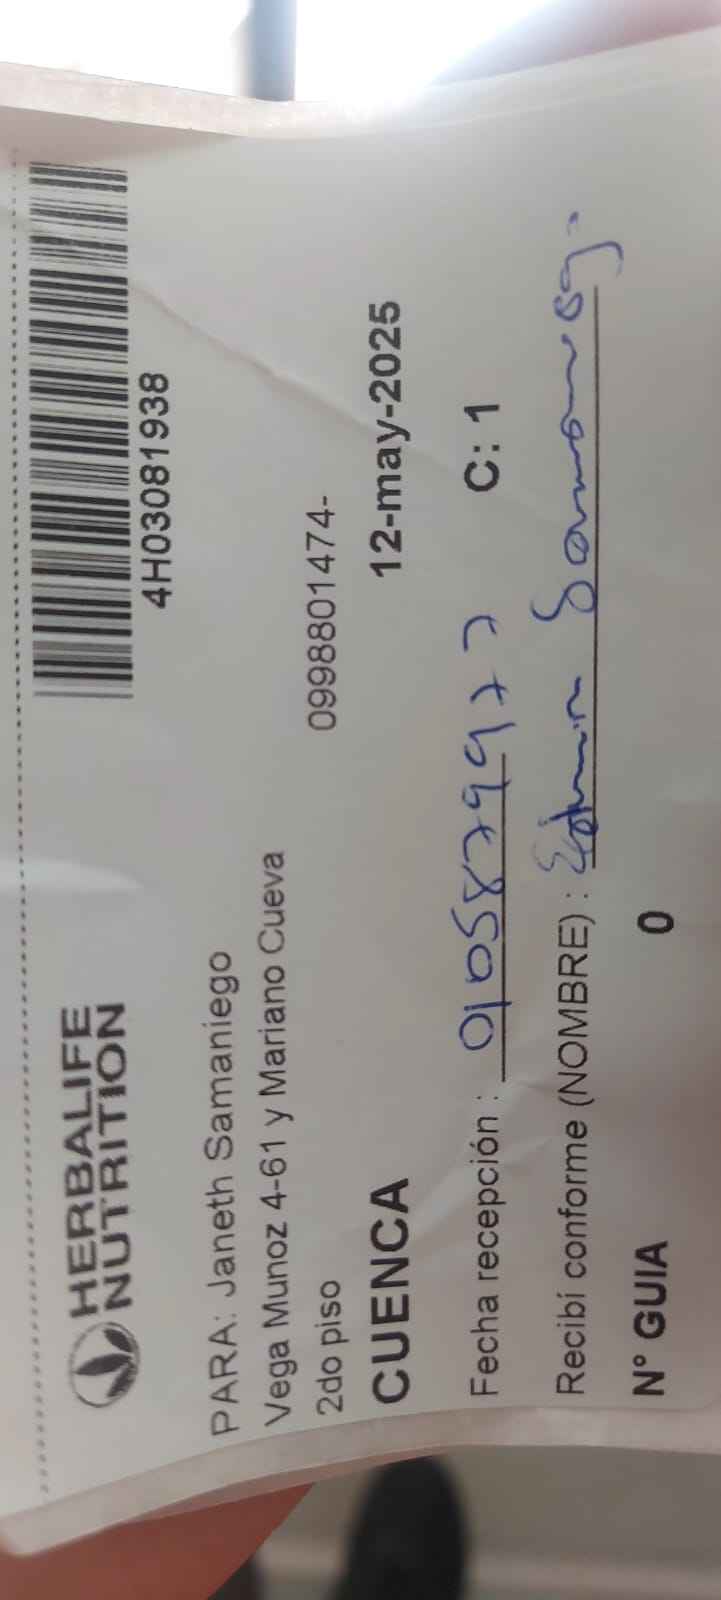 HERBALIFE
NUTRITION
4H03081938
PARA: Janeth Samaniego
Vega Munoz 4-61 y Mariano Cueva
2do piso 0998801474-
CUENCA 12-may-2025
Fecha recepción : 0105879977 C: 1
Recibí conforme (NOMBRE) :
N° GUIA 0